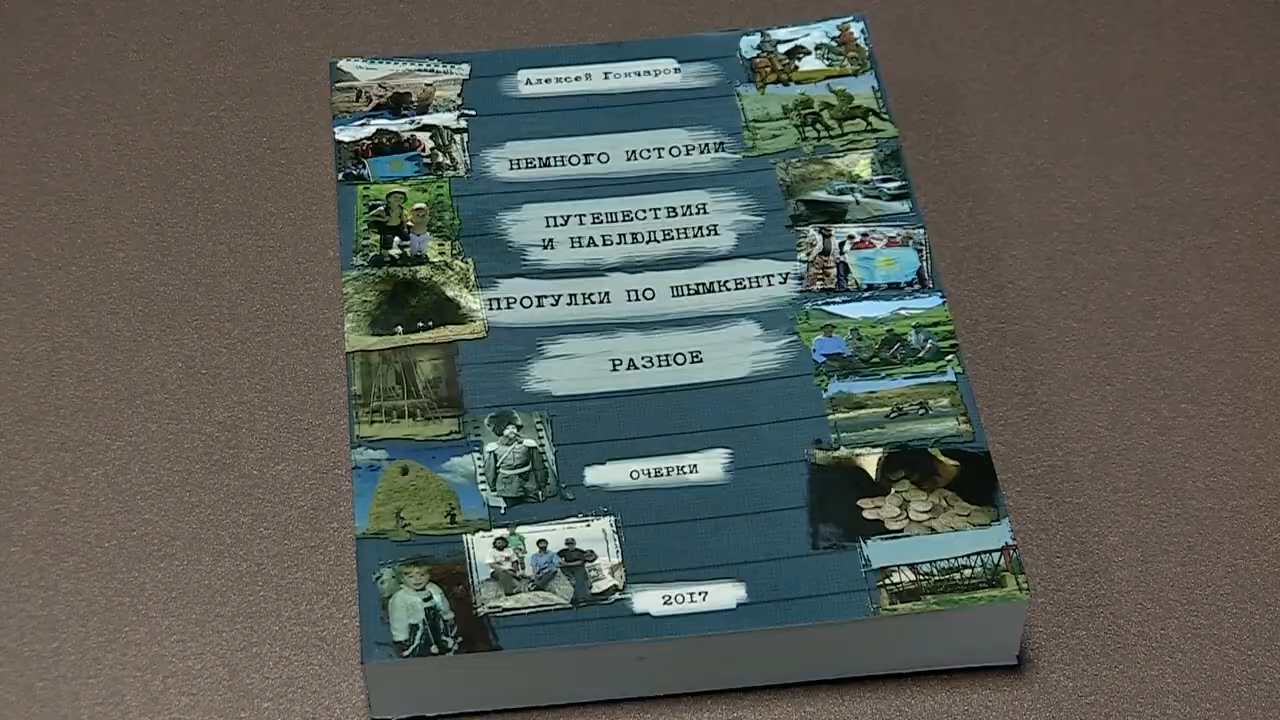 Алексей Гончаров
НЕМНОГО ИСТОРИИ
ПУТЕШЕСТВИЯ
И НАБЛЮДЕНИЯ
ПРОГУЛКИ ПО ШЫМКЕНТУ
РАЗНОЕ
ОЧЕРКИ
2017